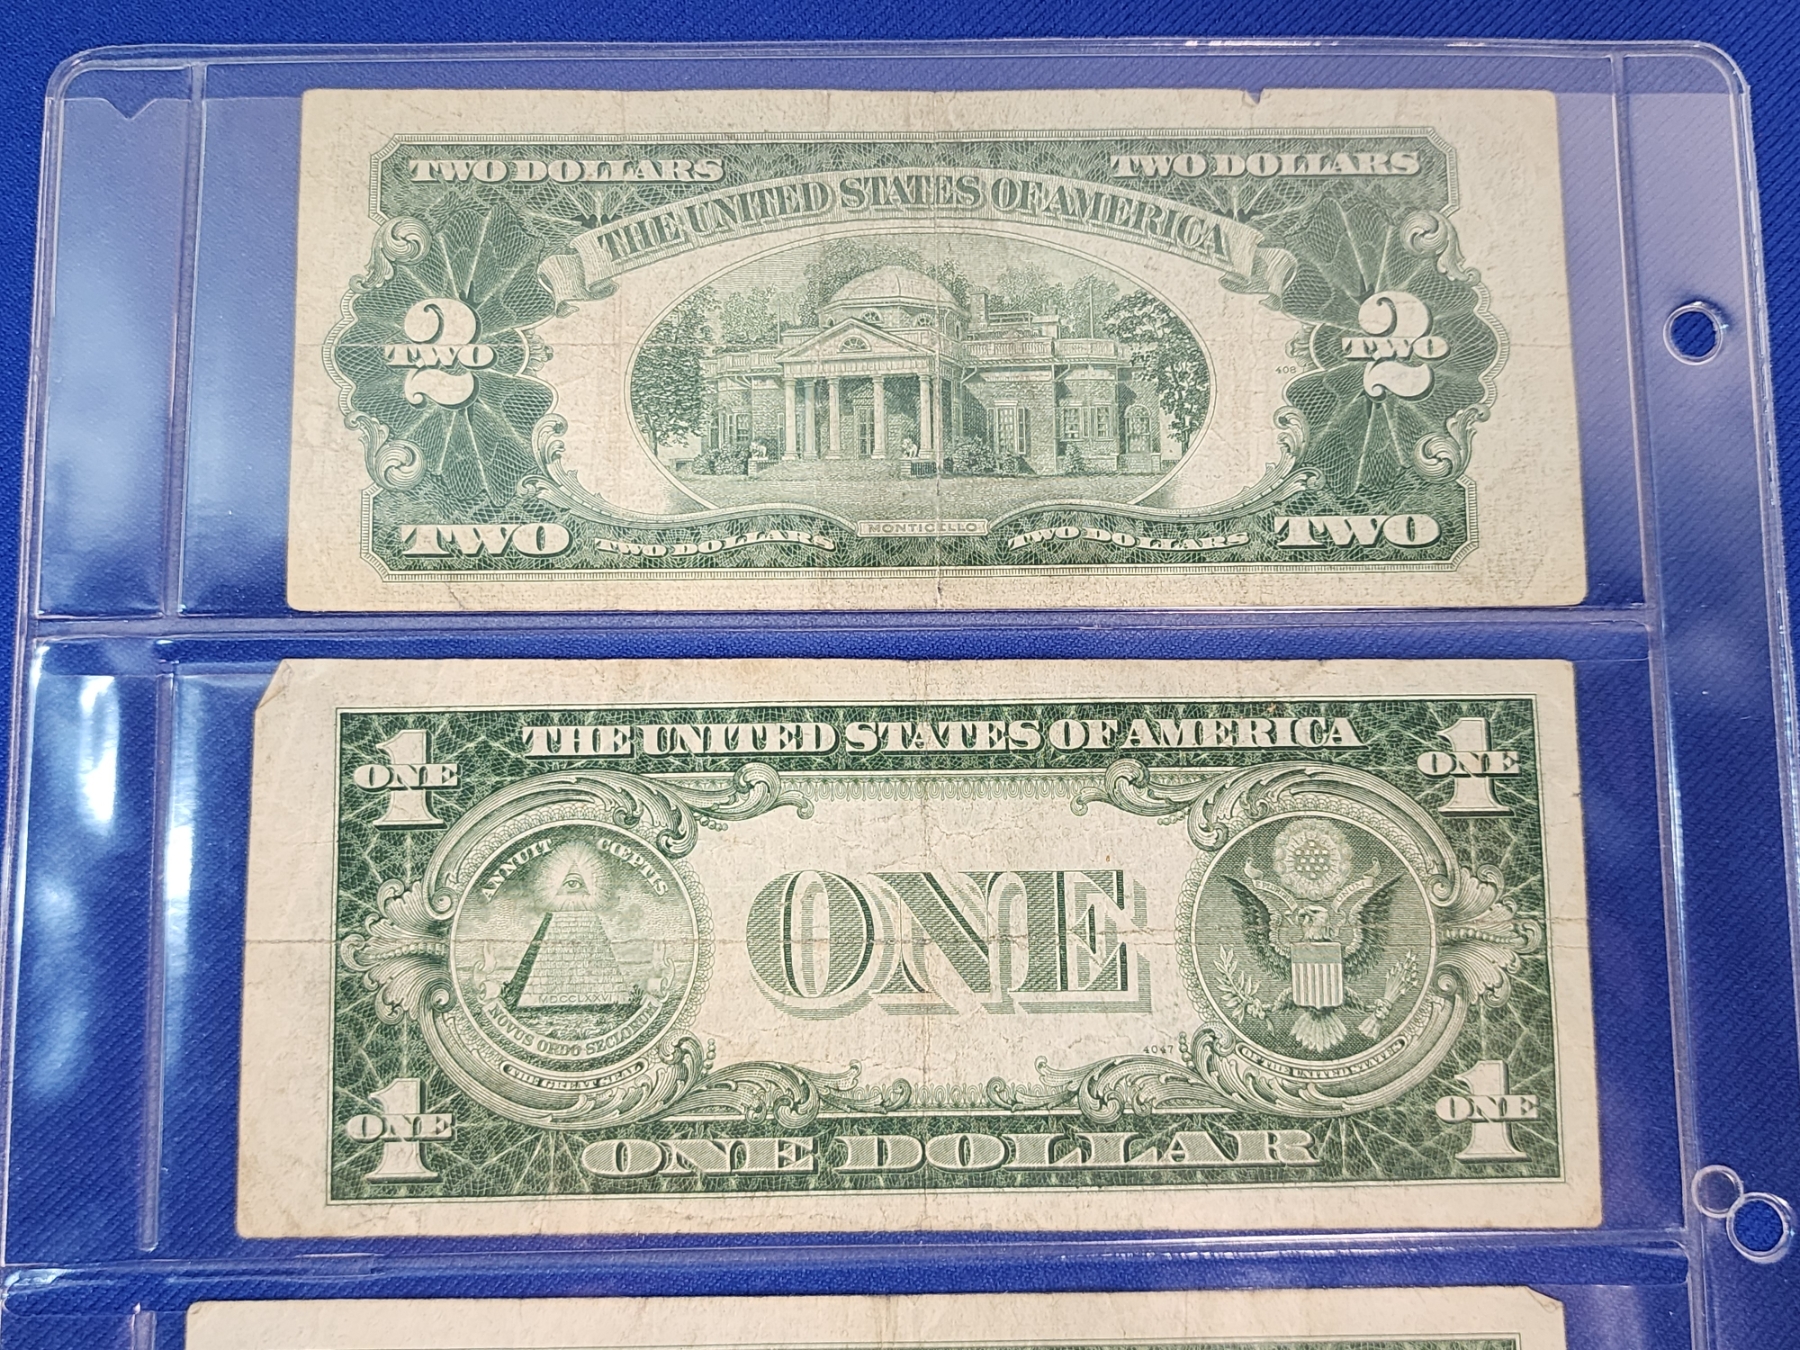 TWO DOLLARS TWO DOLLARS
THE UNITED STATES OF AMERICA
2 TWO 2 TWO
408
MONTICELLO
TWO TWO DOLLARS TWO DOLLARS TWO
THE UNITED STATES OF AMERICA
1 ONE 1 ONE
ANNUIT CŒPTIS
ONE
MDCCLXXVI
NOVUS ORDO SECLORUM
4047
THE GREAT SEAL OF THE UNITED STATES
1 ONE 1 ONE
ONE DOLLAR